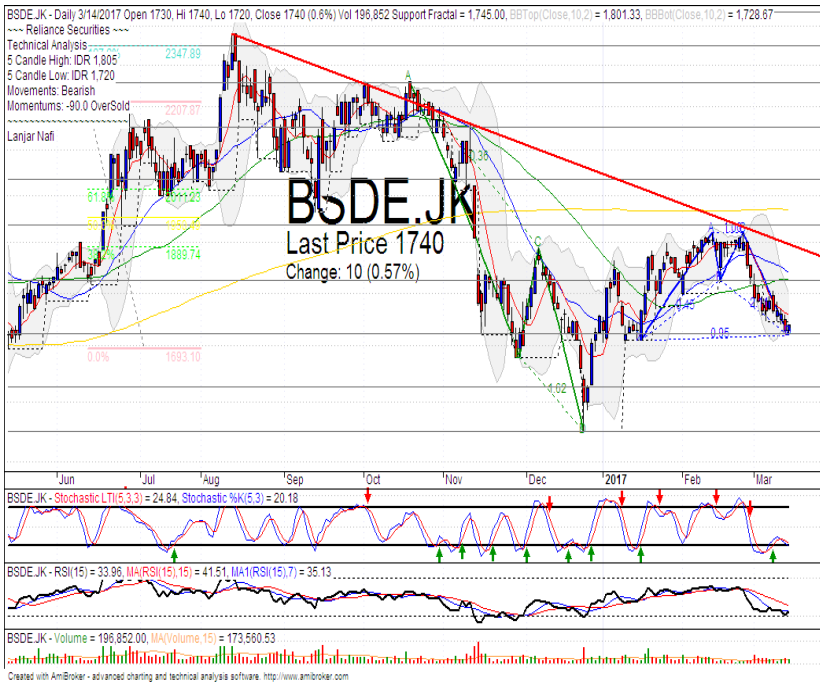 BSDE.JK - Daily 3/14/2017 Open 1730, Hi 1740, Lo 1720, Close 1740 (0.6%) Vol 196,852 Support Fractal = 1,745.00, BBTop(Close,10,2) = 1,801.33, BBBot(Close,10,2) = 1,728.67
~~~ Reliance Securities ~~~
Technical Analysis
5 Candle High: IDR 1,805
5 Candle Low: IDR 1,720
Movements: Bearish
Momentums: -90.0 OverSold
Lanjar Nafi
2347.89
2207.87
61.8%
1889.74
0.0% 1693.10
A
0.36
BSDE.JK
Last Price 1740
Change: 10 (0.57%)
C
1.02
A
0.45
0.95
Jun Jul Aug Sep Oct Nov Dec 2017 Feb Mar
BSDE.JK - Stochastic LTI(5,3,3) = 24.84, Stochastic %K(5,3) = 20.18
BSDE.JK - RSI(15) = 33.96, MA(RSI(15),15) = 41.51, MA1(RSI(15),7) = 35.13
BSDE.JK - Volume = 196,852.00, MA(Volume,15) = 173,560.53
Created with AmiBroker - advanced charting and technical analysis software. http://www.amibroker.com